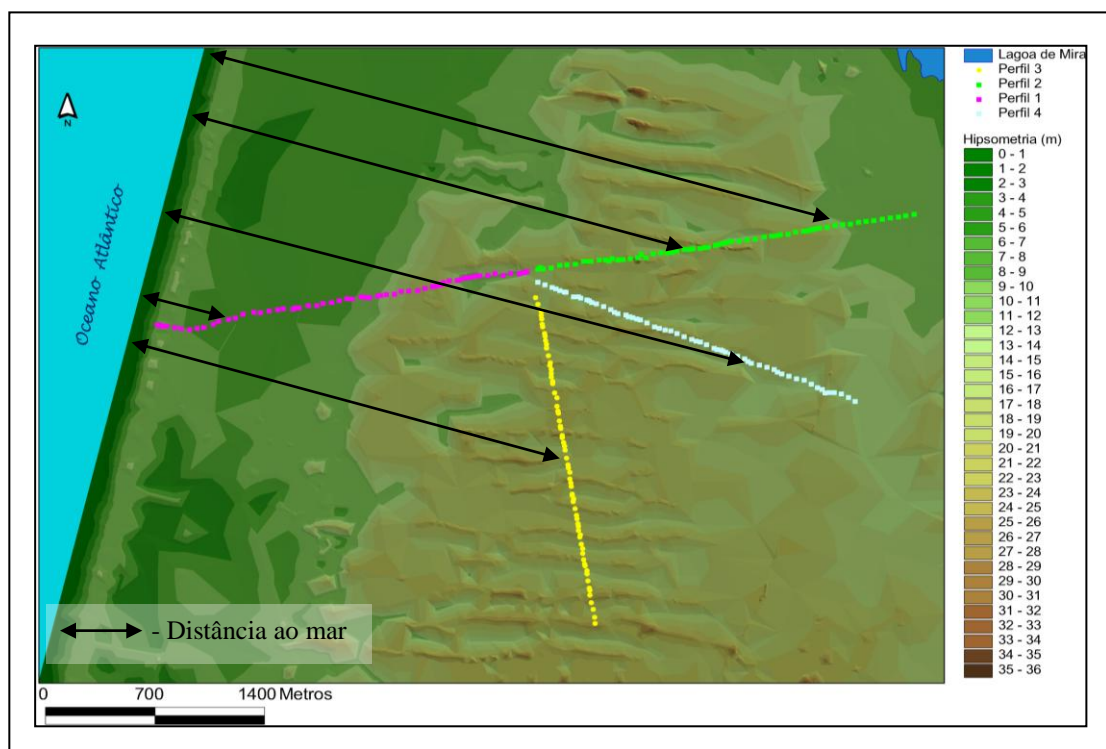 Lagoa de Mira
Perfil 3
Perfil 2
Perfil 1
Perfil 4
Hipsometria (m)
0 - 1
1 - 2
2 - 3
3 - 4
4 - 5
5 - 6
6 - 7
7 - 8
8 - 9
9 - 10
10 - 11
11 - 12
12 - 13
13 - 14
14 - 15
15 - 16
16 - 17
17 - 18
18 - 19
19 - 20
20 - 21
21 - 22
22 - 23
23 - 24
24 - 25
25 - 26
26 - 27
27 - 28
28 - 29
29 - 30
30 - 31
31 - 32
32 - 33
33 - 34
34 - 35
35 - 36
N
Oceano Atlântico
- Distância ao mar
0 700 1400 Metros